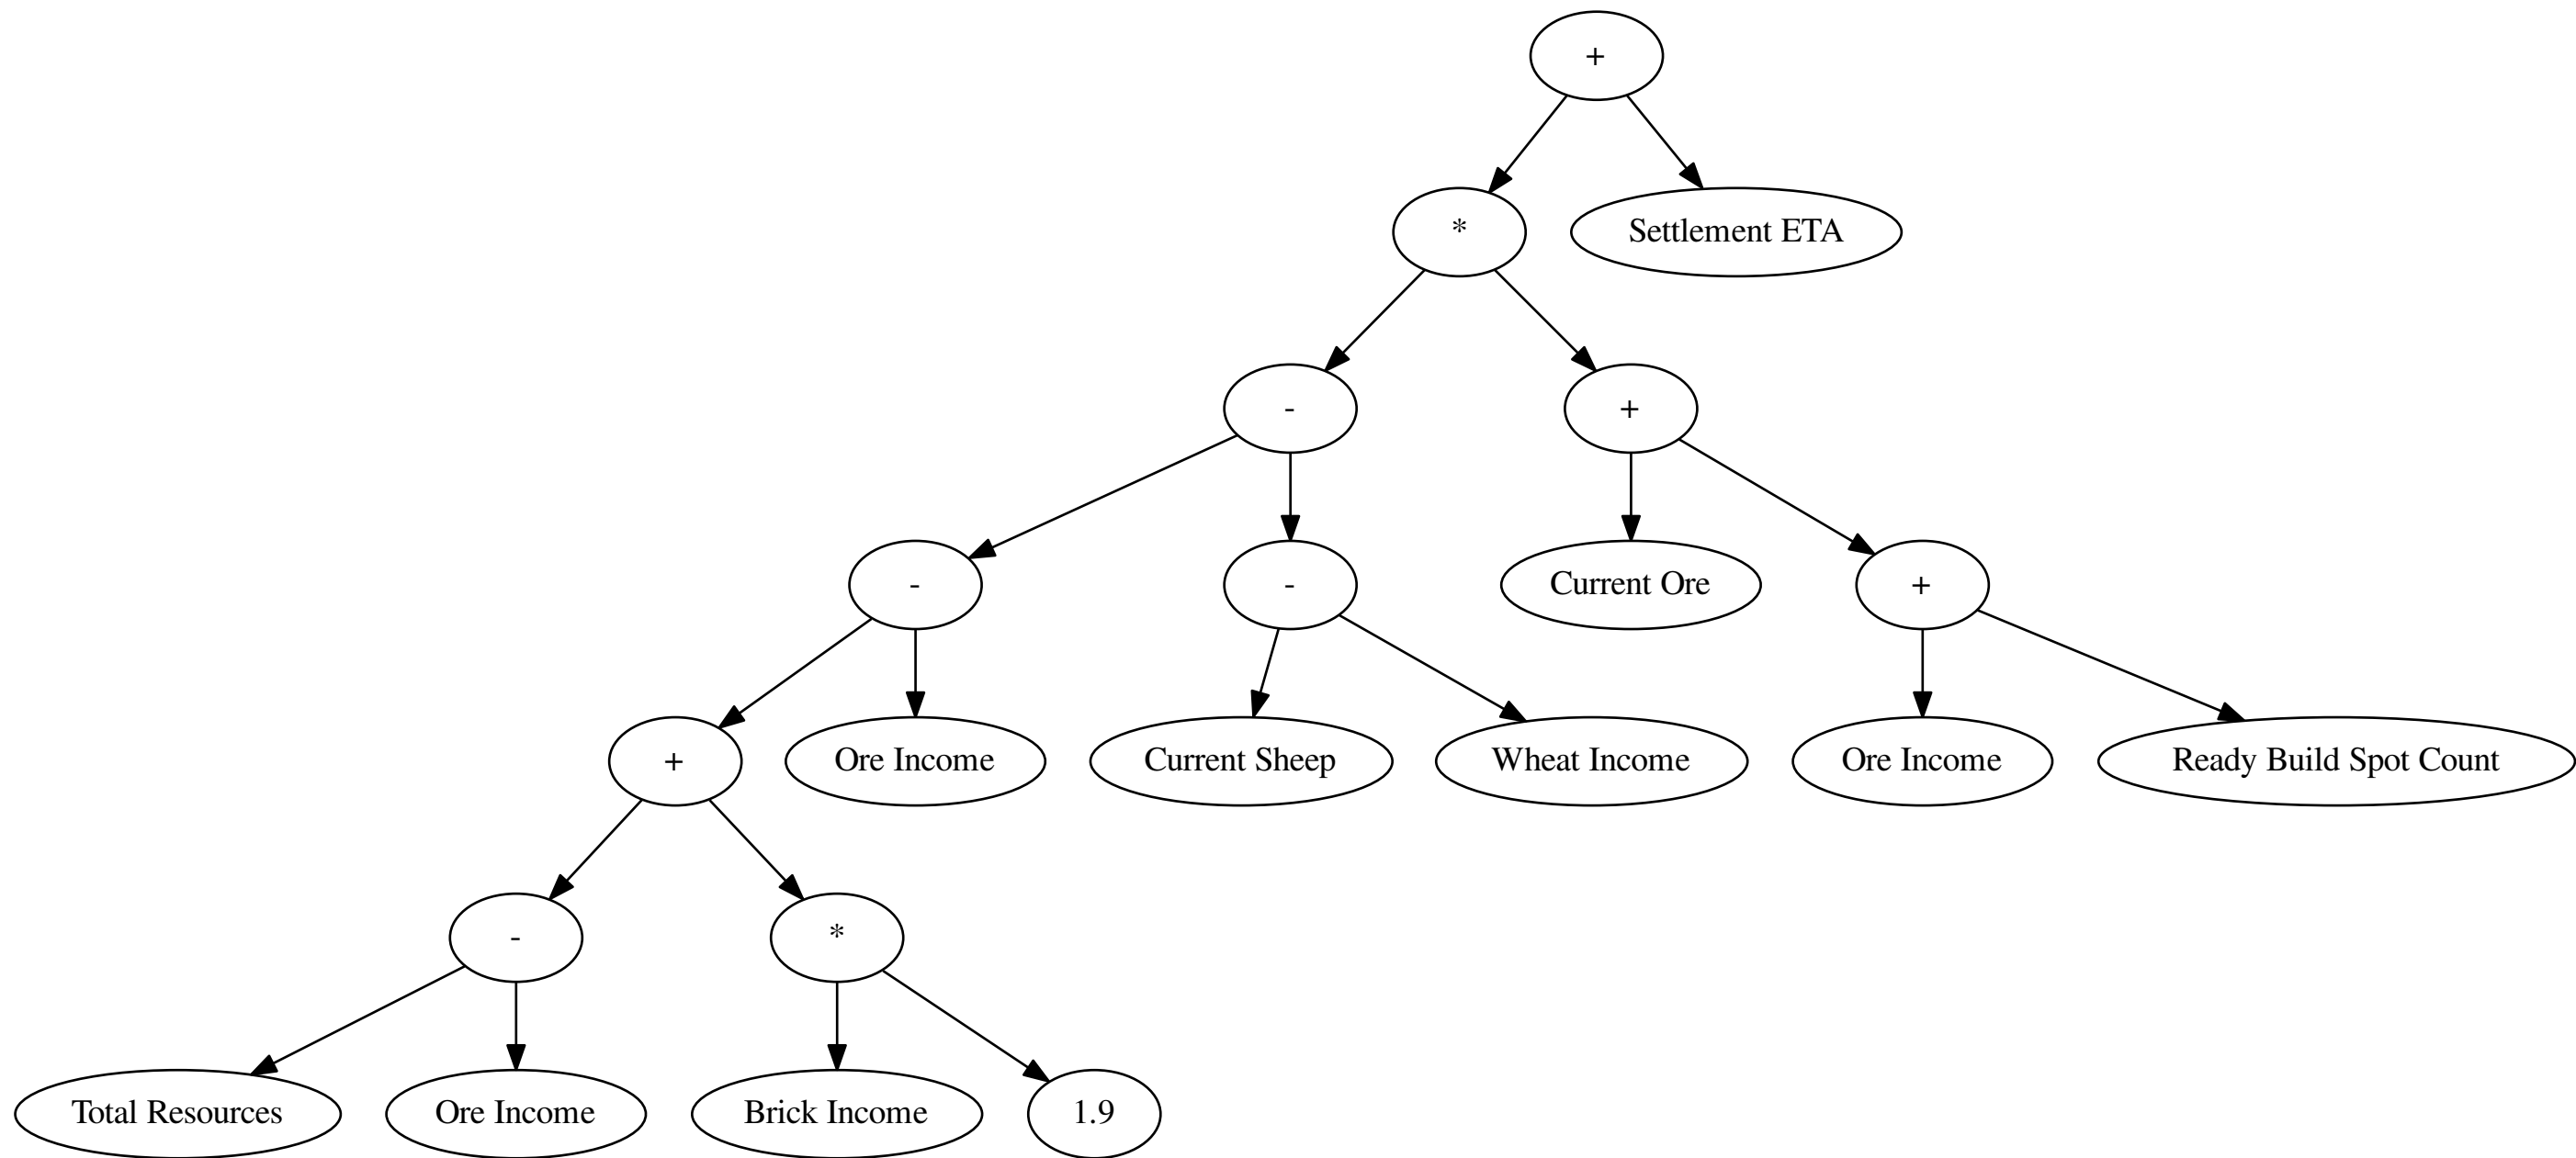 +
*
Settlement ETA
-
+
-
-
Current Ore
+
+
Ore Income
Current Sheep
Wheat Income
Ore Income
Ready Build Spot Count
-
*
Total Resources
Ore Income
Brick Income
1.9